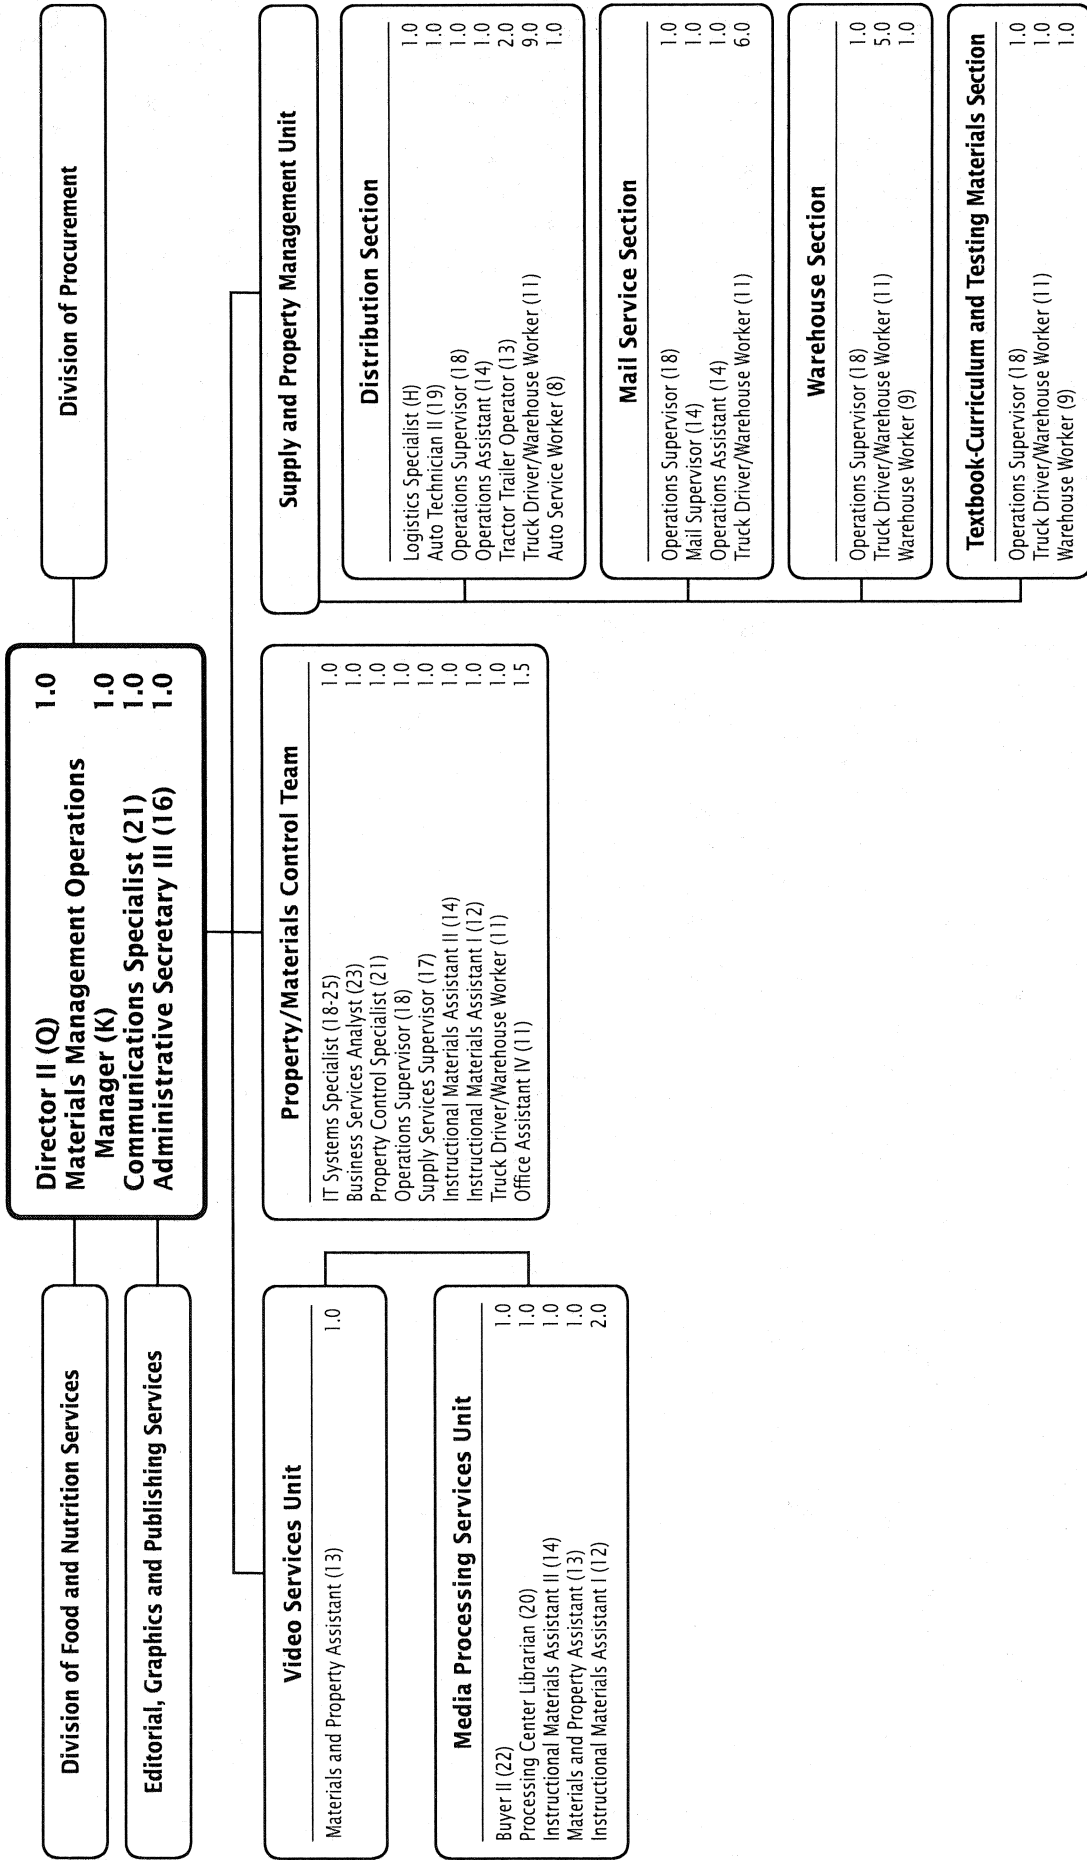 Director II (Q) 1.0
Materials Management Operations
Manager (K) 1.0
Communications Specialist (21) 1.0
Administrative Secretary III (16) 1.0
Division of Food and Nutrition Services
Editorial, Graphics and Publishing Services
Division of Procurement
Video Services Unit
Materials and Property Assistant (13) 1.0
Media Processing Services Unit
Buyer II (22) 1.0
Processing Center Librarian (20) 1.0
Instructional Materials Assistant II (14) 1.0
Materials and Property Assistant (13) 1.0
Instructional Materials Assistant I (12) 2.0
Property/Materials Control Team
IT Systems Specialist (18-25) 1.0
Business Services Analyst (23) 1.0
Property Control Specialist (21) 1.0
Operations Supervisor (18) 1.0
Supply Services Supervisor (17) 1.0
Instructional Materials Assistant II (14) 1.0
Instructional Materials Assistant I (12) 1.0
Truck Driver/Warehouse Worker (11) 1.0
Office Assistant IV (11) 1.5
Supply and Property Management Unit
Distribution Section
Logistics Specialist (H) 1.0
Auto Technician II (19) 1.0
Operations Supervisor (18) 1.0
Operations Assistant (14) 1.0
Tractor Trailer Operator (13) 2.0
Truck Driver/Warehouse Worker (11) 9.0
Auto Service Worker (8) 1.0
Mail Service Section
Operations Supervisor (18) 1.0
Mail Supervisor (14) 1.0
Operations Assistant (14) 1.0
Truck Driver/Warehouse Worker (11) 6.0
Warehouse Section
Operations Supervisor (18) 1.0
Truck Driver/Warehouse Worker (11) 5.0
Warehouse Worker (9) 1.0
Textbook-Curriculum and Testing Materials Section
Operations Supervisor (18) 1.0
Truck Driver/Warehouse Worker (11) 1.0
Warehouse Worker (9) 1.0